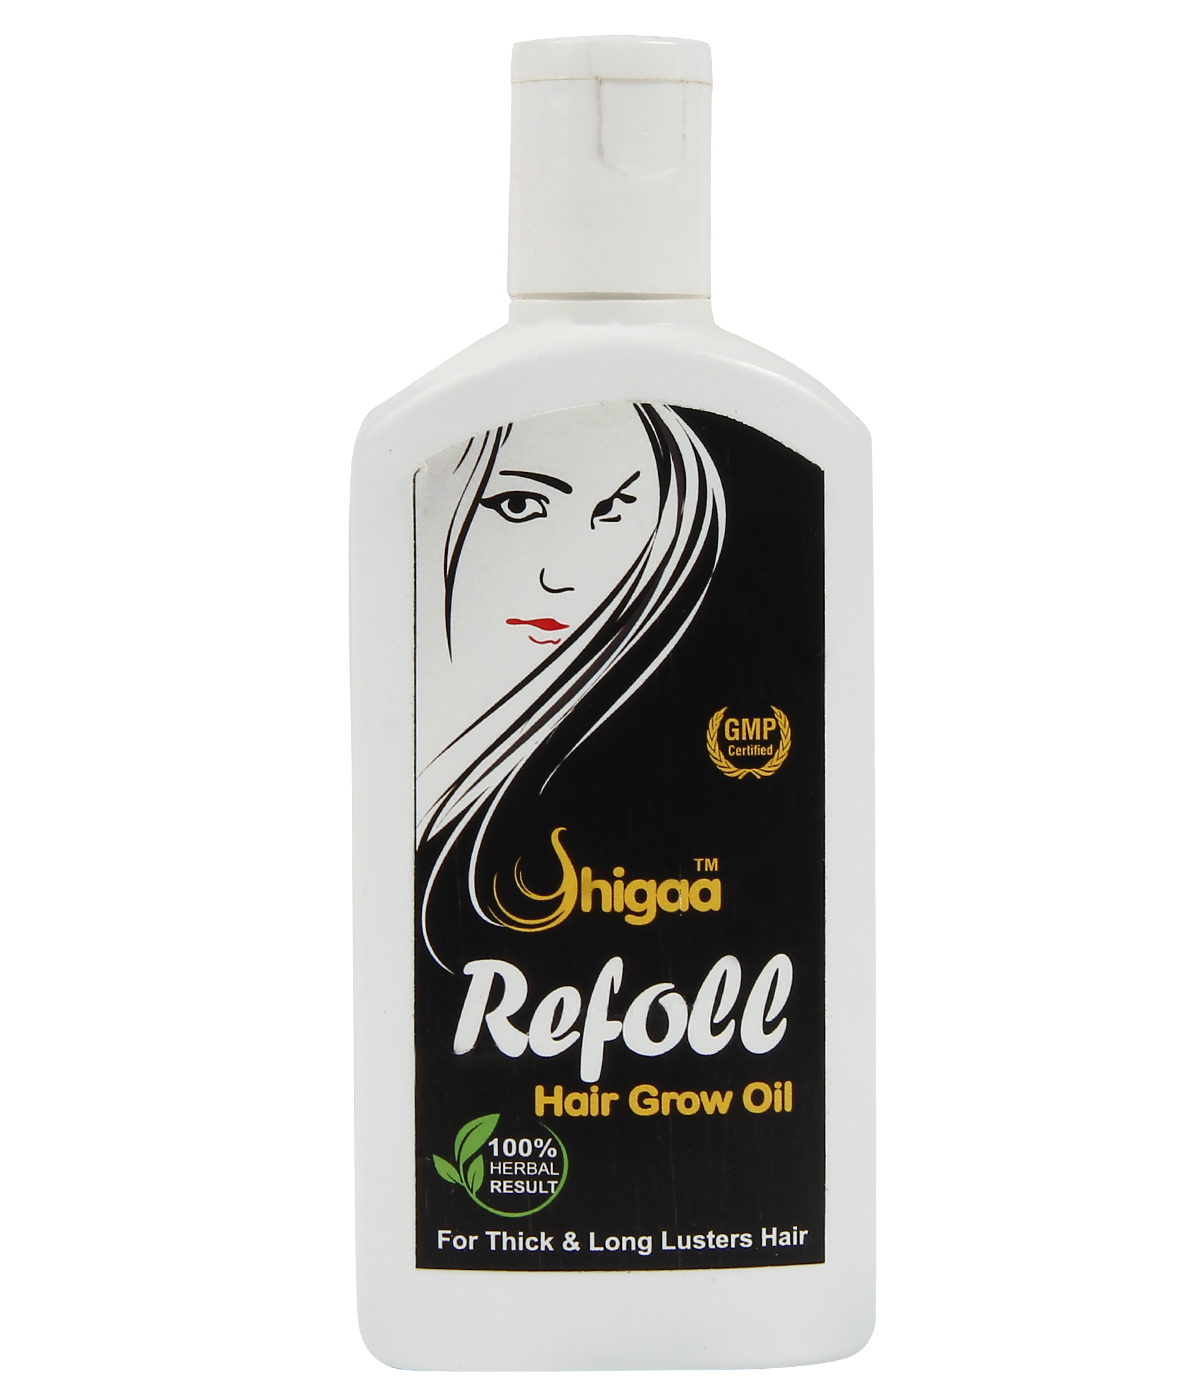 GMP
Certified
Shigaa™
Refoll
Hair Grow Oil
100%
HERBAL
RESULT
For Thick & Long Lusters Hair